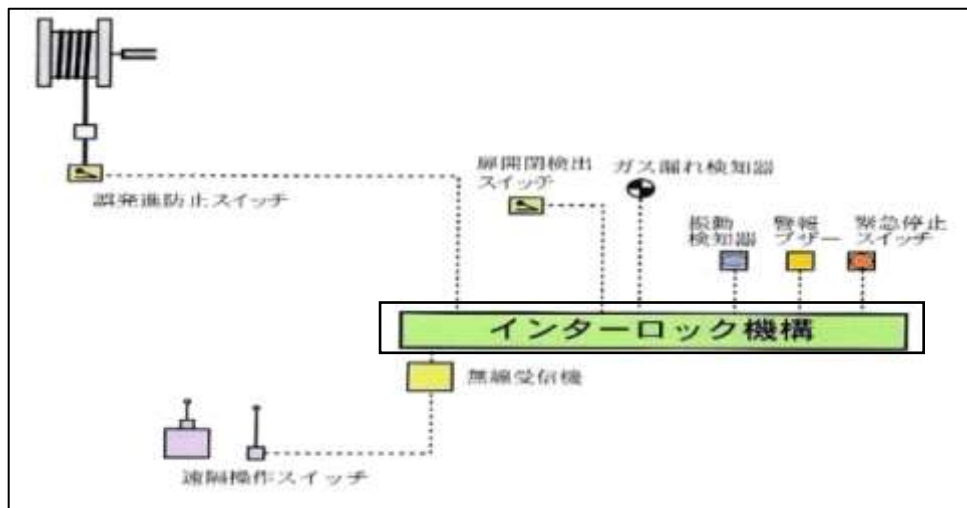 誤発進防止スイッチ
扉開閉検出
スイッチ
ガス漏れ検知器
振動
検知器
警報
ブザー
緊急停止
スイッチ
インターロック機構
無線受信機
遠隔操作スイッチ